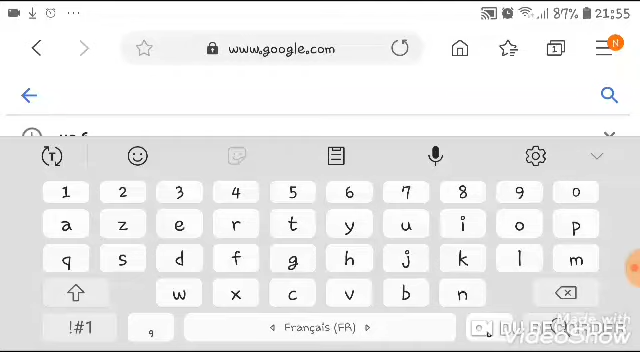 87% 21:55
www.google.com
1
N
T
1 2 3 4 5 6 7 8 9 0
a z e r t y u i o p
q s d f g h j k l m
w x c v b n
!#1 , Français (FR)
DU RECORDER
Made with
VideoShow